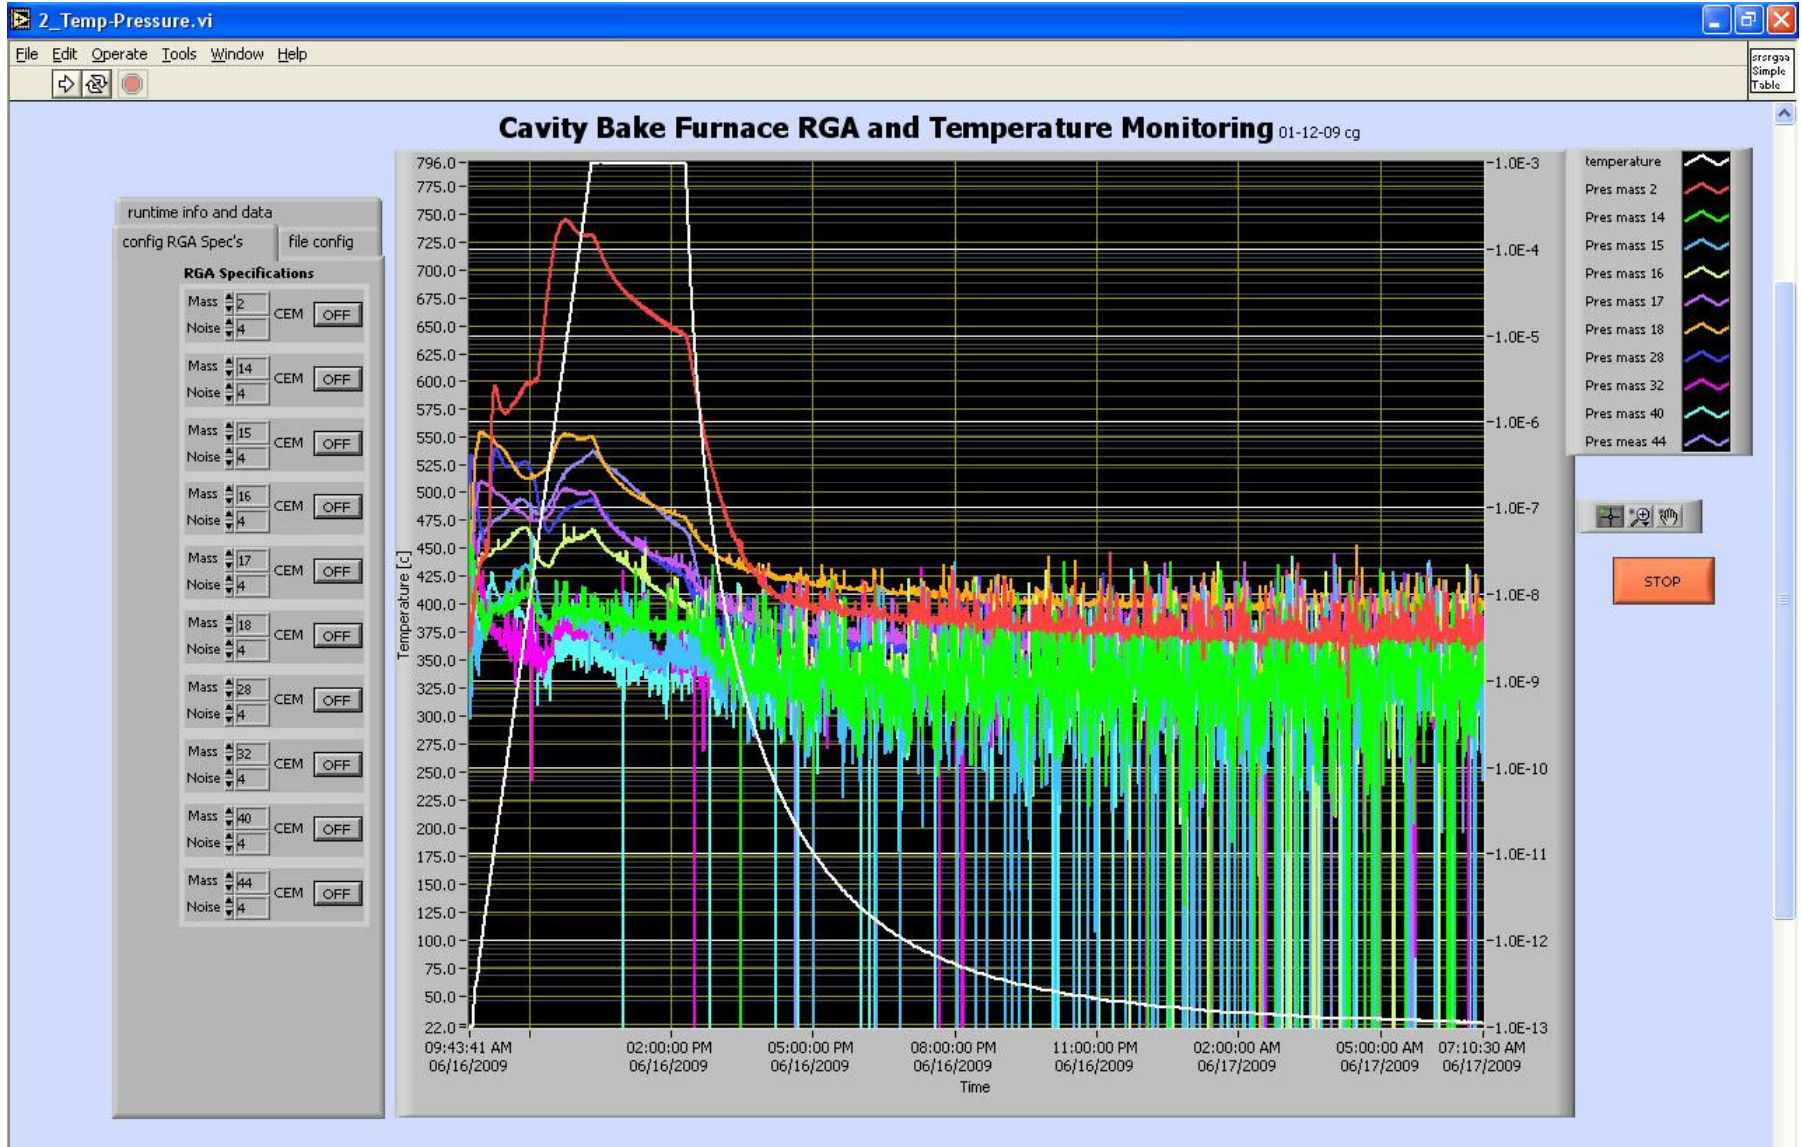 2_Temp-Pressure.vi
File Edit Operate Tools Window Help
srsrgaa
Simple
Table
Cavity Bake Furnace RGA and Temperature Monitoring 01-12-09 cg
runtime info and data
config RGA Spec's file config
RGA Specifications
Mass 2 CEM OFF
Noise 4
Mass 14 CEM OFF
Noise 4
Mass 15 CEM OFF
Noise 4
Mass 16 CEM OFF
Noise 4
Mass 17 CEM OFF
Noise 4
Mass 18 CEM OFF
Noise 4
Mass 28 CEM OFF
Noise 4
Mass 32 CEM OFF
Noise 4
Mass 40 CEM OFF
Noise 4
Mass 44 CEM OFF
Noise 4
Temperature [c]
796.0
775.0
750.0
725.0
700.0
675.0
650.0
625.0
600.0
575.0
550.0
525.0
500.0
475.0
450.0
425.0
400.0
375.0
350.0
325.0
300.0
275.0
250.0
225.0
200.0
175.0
150.0
125.0
100.0
75.0
50.0
22.0
1.0E-3
1.0E-4
1.0E-5
1.0E-6
1.0E-7
1.0E-8
1.0E-9
1.0E-10
1.0E-11
1.0E-12
1.0E-13
09:43:41 AM 02:00:00 PM 05:00:00 PM 08:00:00 PM 11:00:00 PM 02:00:00 AM 05:00:00 AM 07:10:30 AM
06/16/2009 06/16/2009 06/16/2009 06/16/2009 06/16/2009 06/17/2009 06/17/2009 06/17/2009
Time
temperature
Pres mass 2
Pres mass 14
Pres mass 15
Pres mass 16
Pres mass 17
Pres mass 18
Pres mass 28
Pres mass 32
Pres mass 40
Pres meas 44
STOP